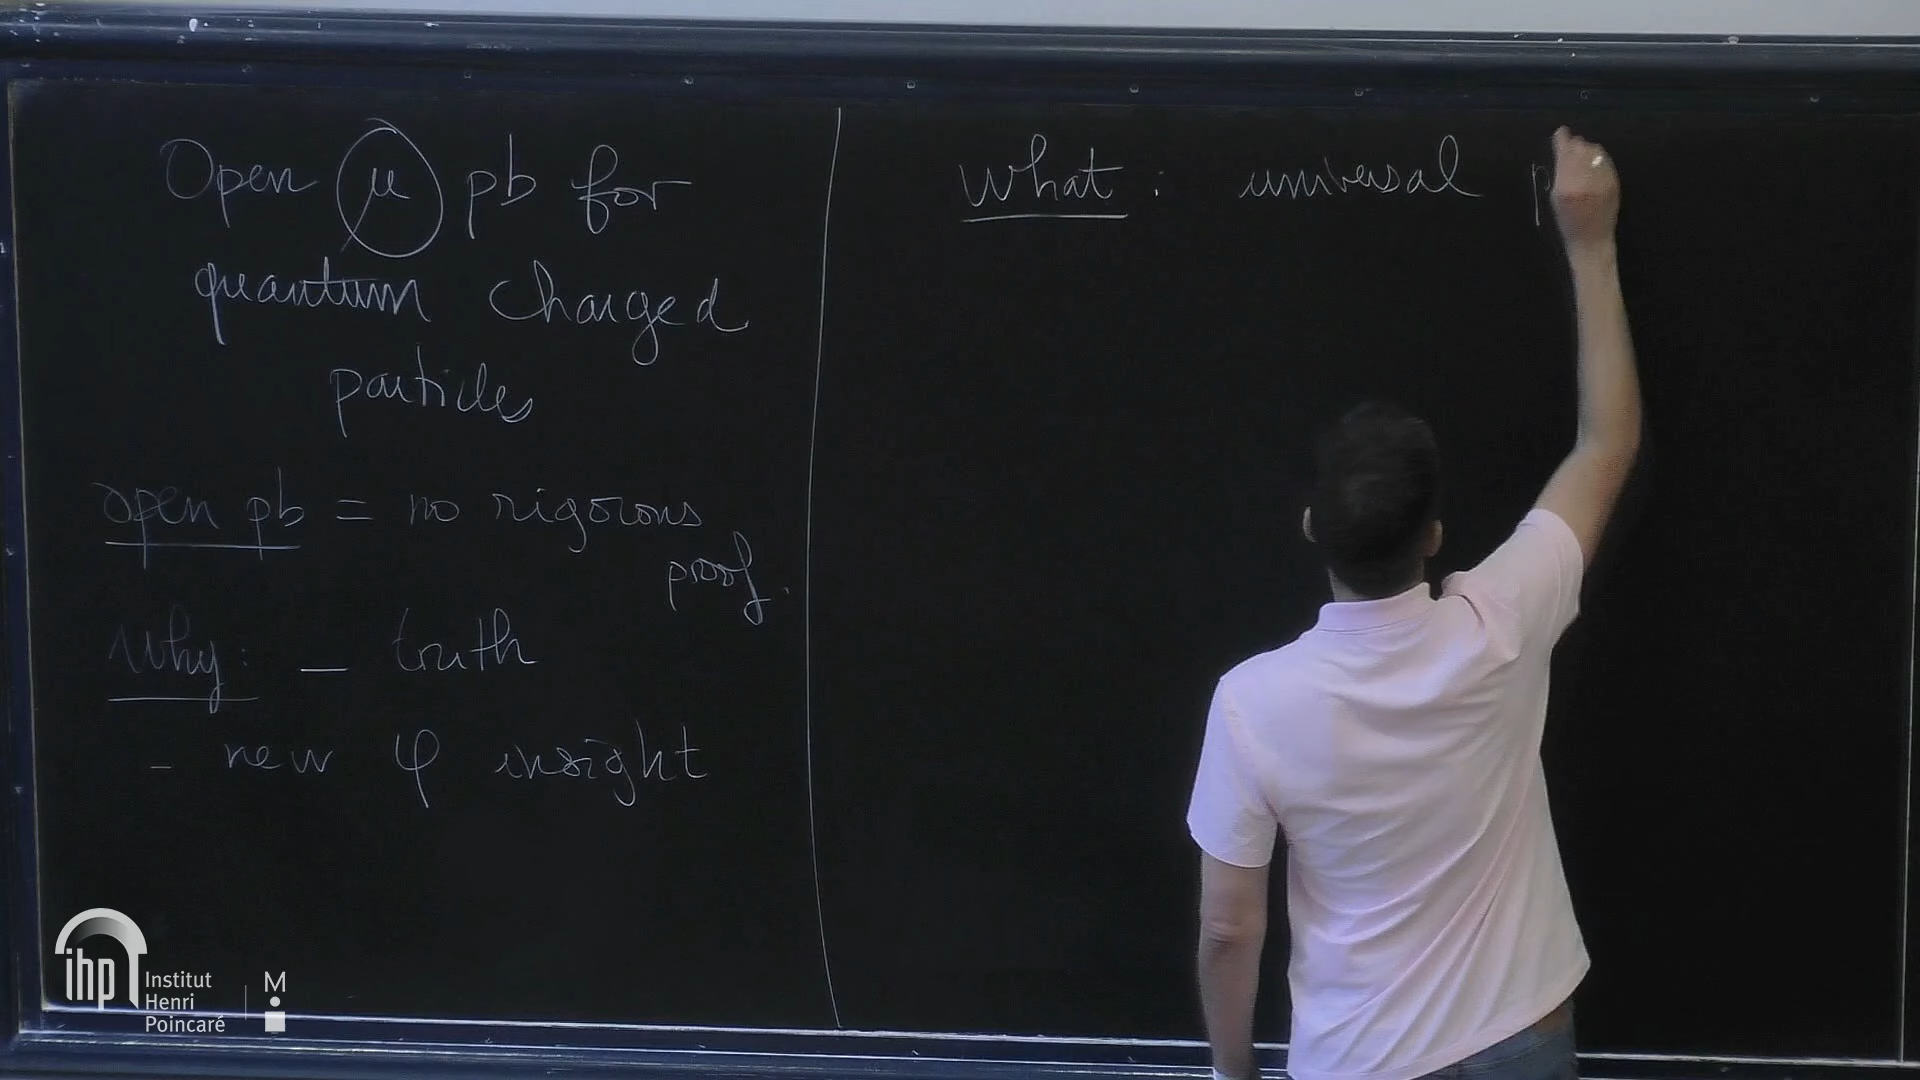 Open μ pb for
quantum charged
particles
open pb = no rigorous
proof.
Why: – truth
– new φ insight
What: universal p
ihp Institut
Henri
Poincaré
M